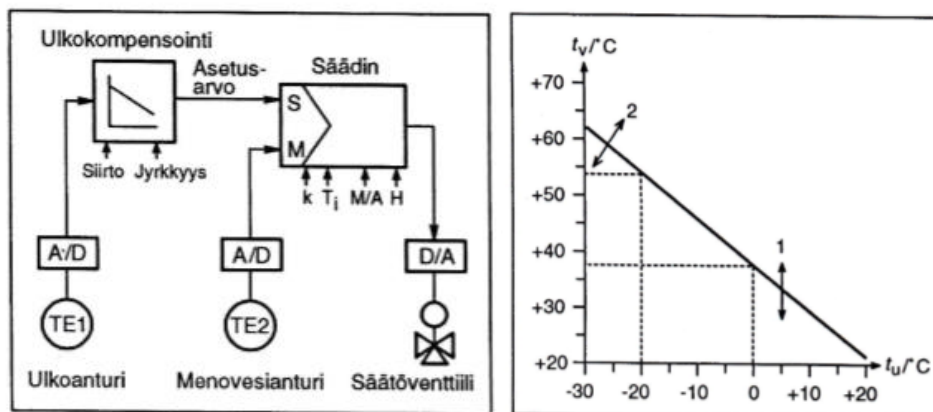 Ulkokompensointi
Asetus-
arvo
Säädin
S
M
Siirto Jyrkkyys
k Ti M/A H
A/D
A/D
D/A
TE1
TE2
Ulkoanturi
Menovesianturi
Säätöventtiili
tv/°C
+70
+60
+50
+40
+30
+20
2
1
-30
-20
-10
0
+10
+20
tu/°C